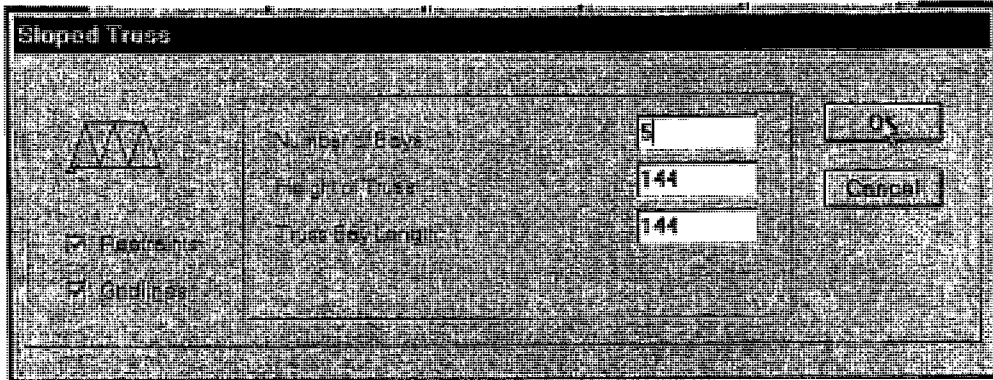 Sloped Truss
Number of Bays
5
OK
Height of Truss
144
Cancel
Truss Bay Length
144
Restraints
Gridlines